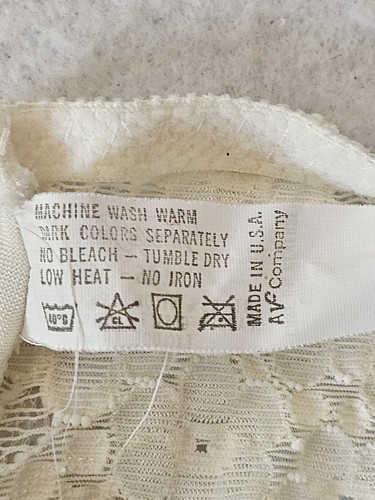 MACHINE WASH WARM
DARK COLORS SEPARATELY
NO BLEACH — TUMBLE DRY
LOW HEAT — NO IRON
40°C
CL
MADE IN U.S.A.
AVF Company